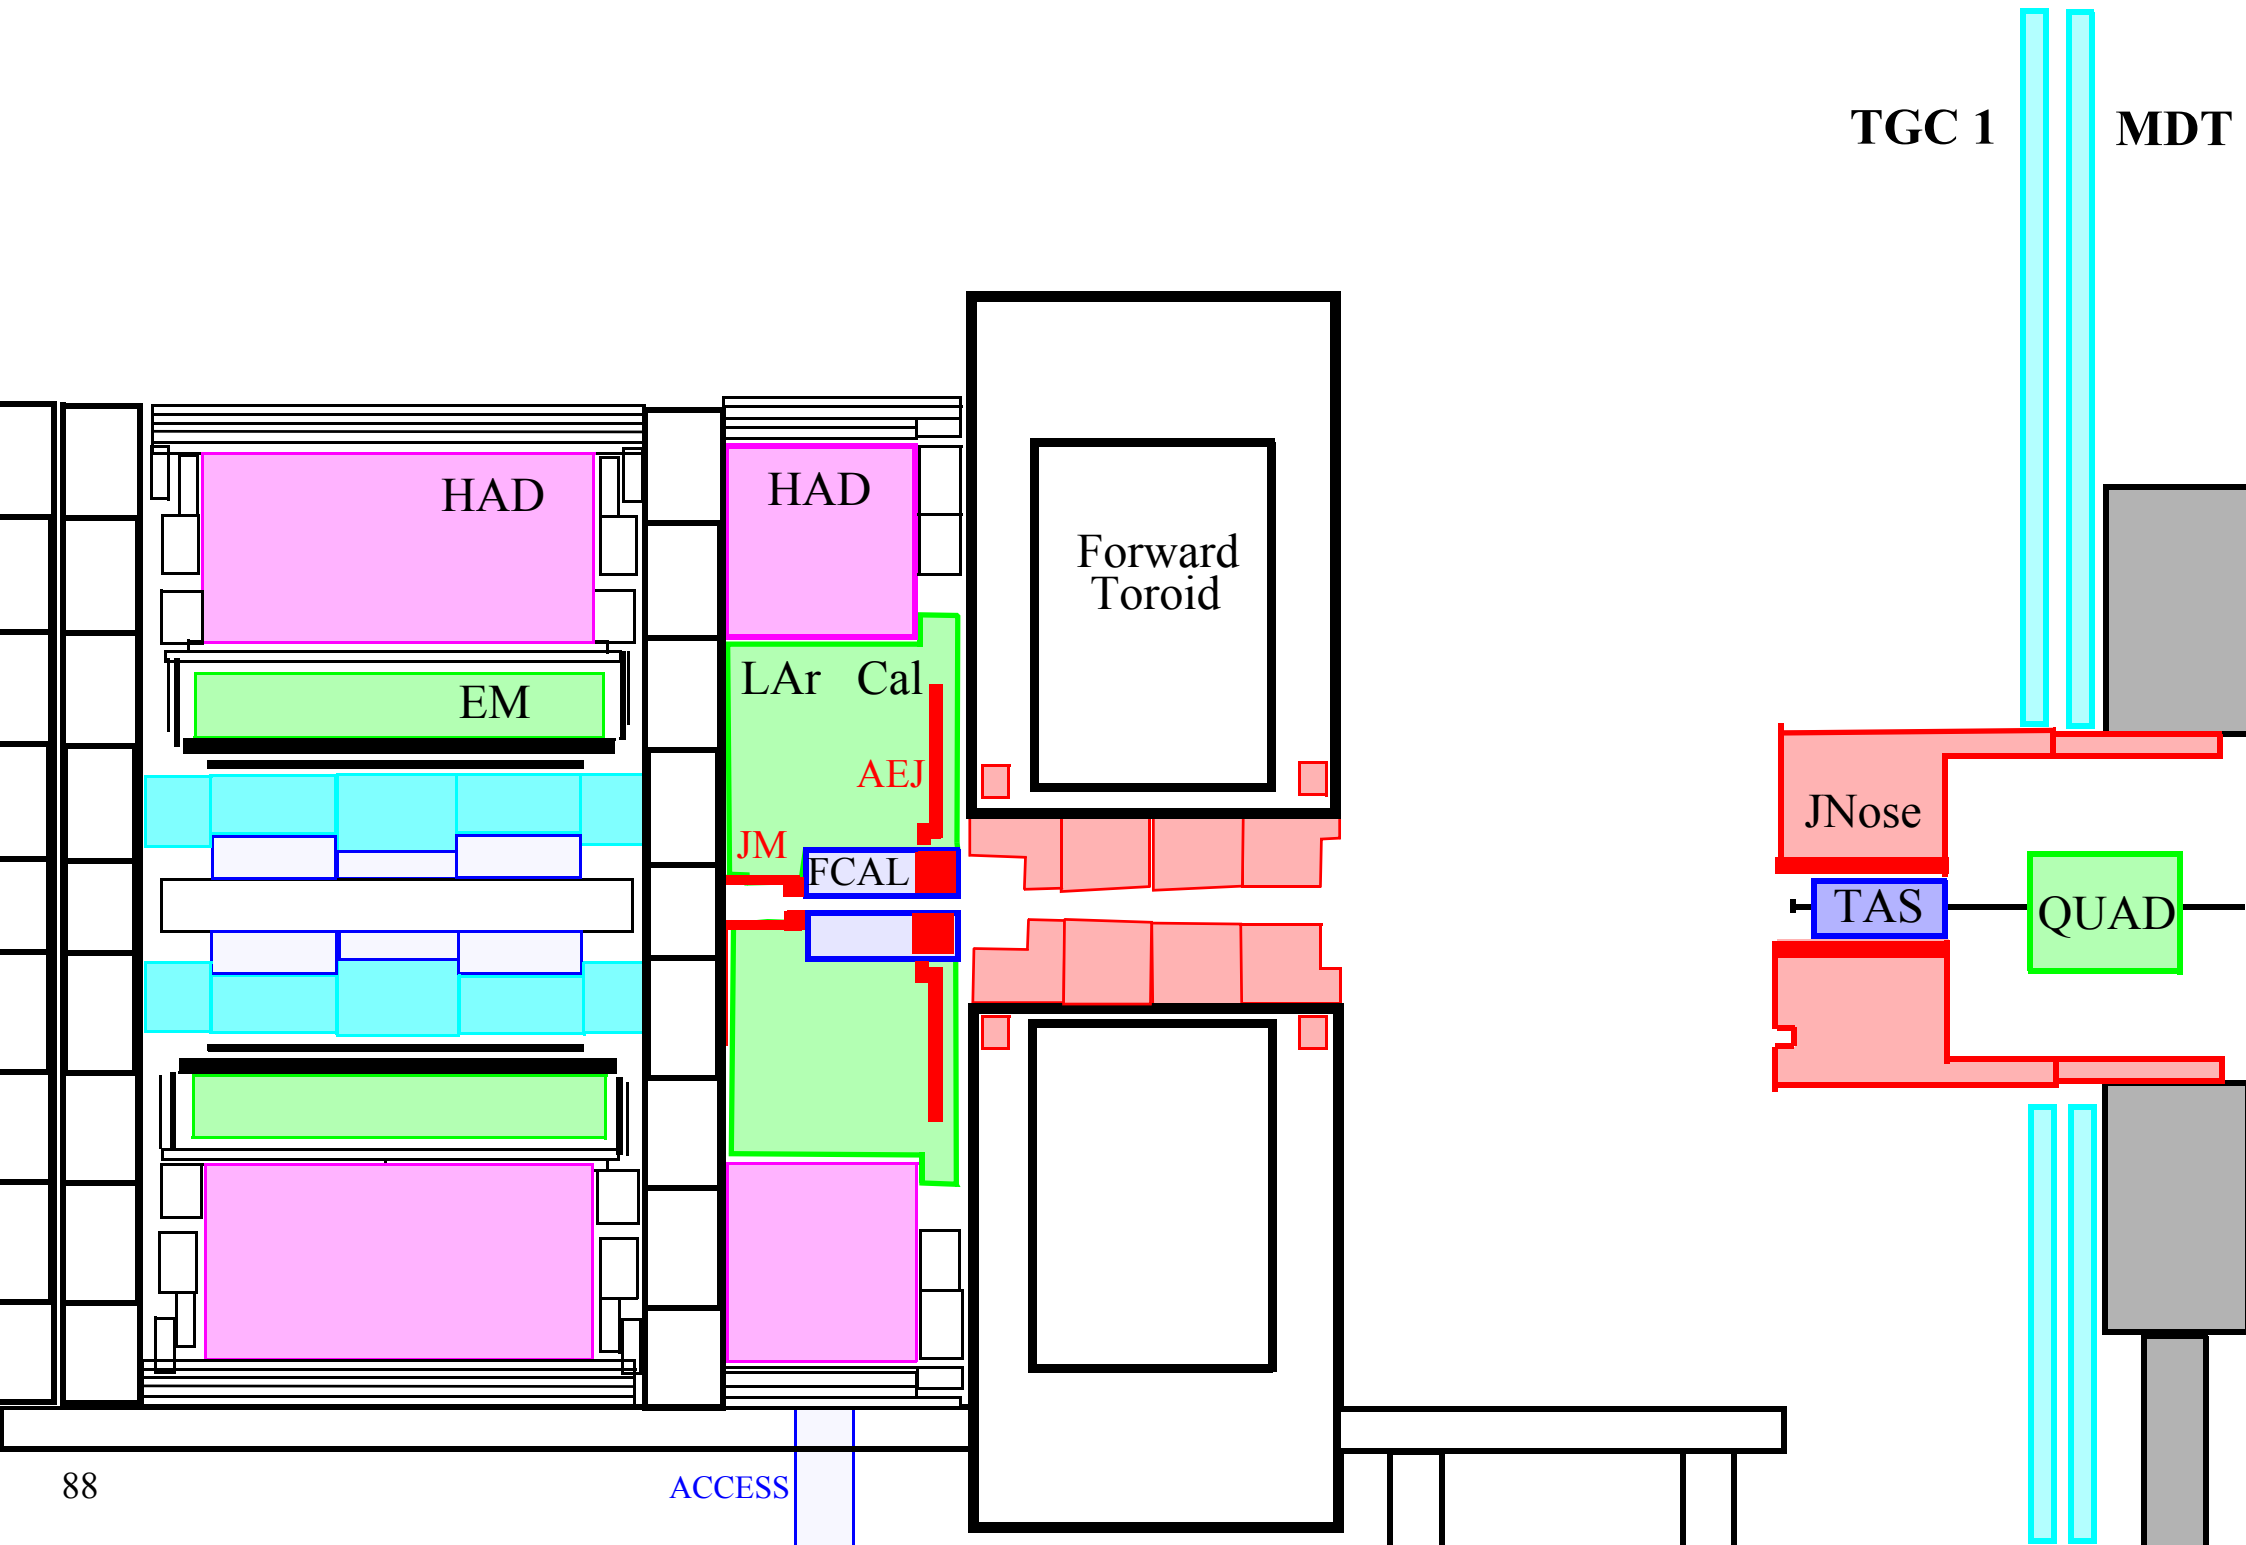 TGC 1
MDT
HAD
HAD
Forward
Toroid
LAr Cal
EM
AEJ
JNose
JM
FCAL
TAS
QUAD
88
ACCESS